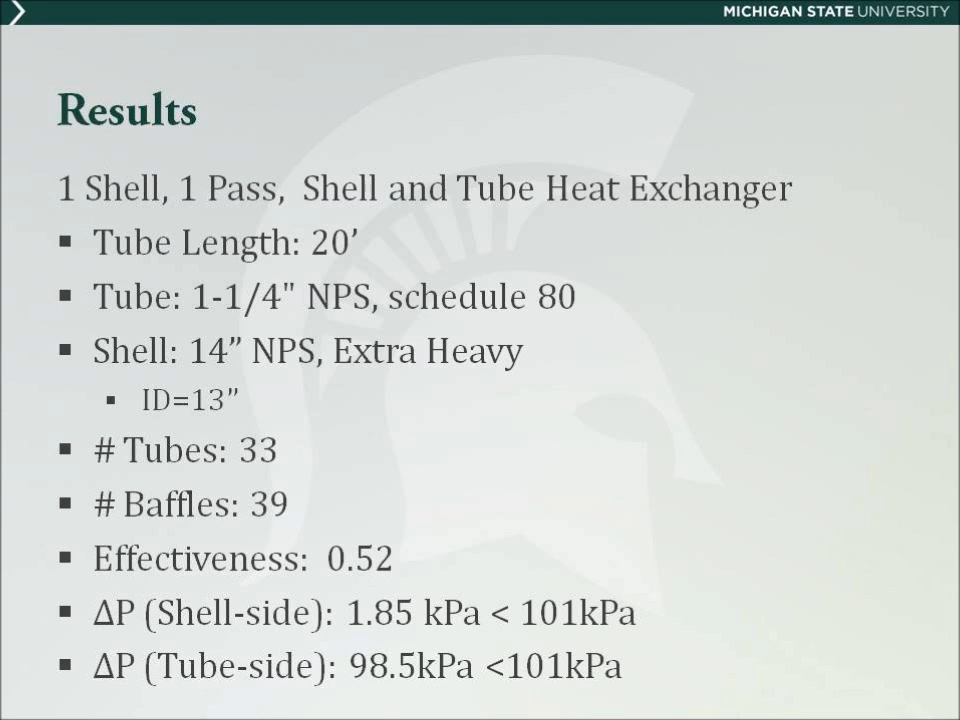 MICHIGAN STATE UNIVERSITY
Results
1 Shell, 1 Pass,  Shell and Tube Heat Exchanger
▪ Tube Length: 20’
▪ Tube: 1-1/4" NPS, schedule 80
▪ Shell: 14” NPS, Extra Heavy
▪ ID=13”
▪ # Tubes: 33
▪ # Baffles: 39
▪ Effectiveness:  0.52
▪ ΔP (Shell-side): 1.85 kPa < 101kPa
▪ ΔP (Tube-side): 98.5kPa <101kPa